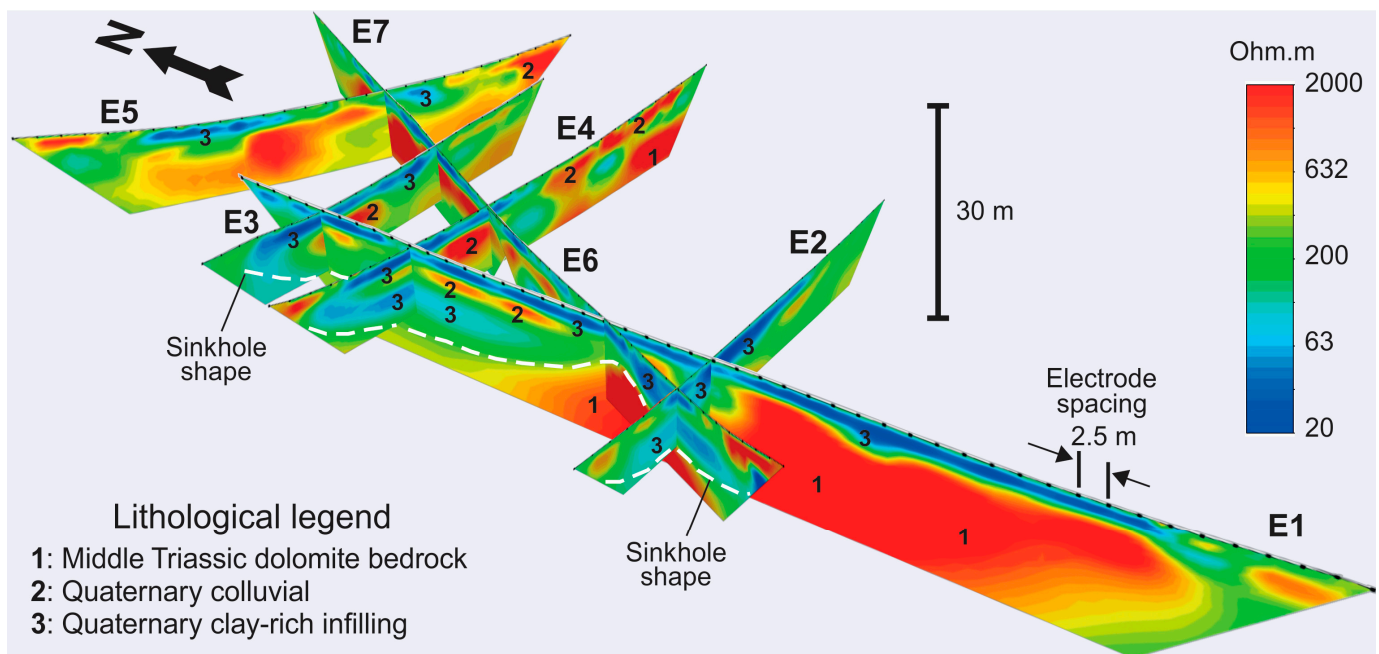 N
E7
Ohm.m
2000
632
200
63
20
E5
2
3
3
E4
2
1
2
3
30 m
E3
2
3
2
E2
E6
3
3
2
3
3
2
3
3
Sinkhole
shape
1
3
3
3
3
1
1
Electrode
spacing
2.5 m
E1
Sinkhole
shape
Lithological legend
1: Middle Triassic dolomite bedrock
2: Quaternary colluvial
3: Quaternary clay-rich infilling